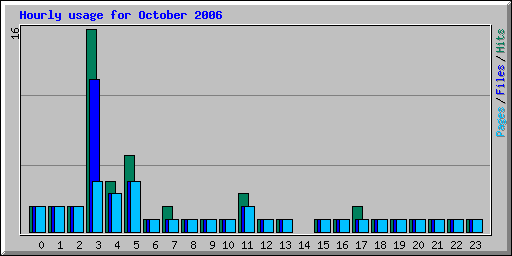 Hourly usage for October 2006
16
Pages/Files/Hits
0 1 2 3 4 5 6 7 8 9 10 11 12 13 14 15 16 17 18 19 20 21 22 23